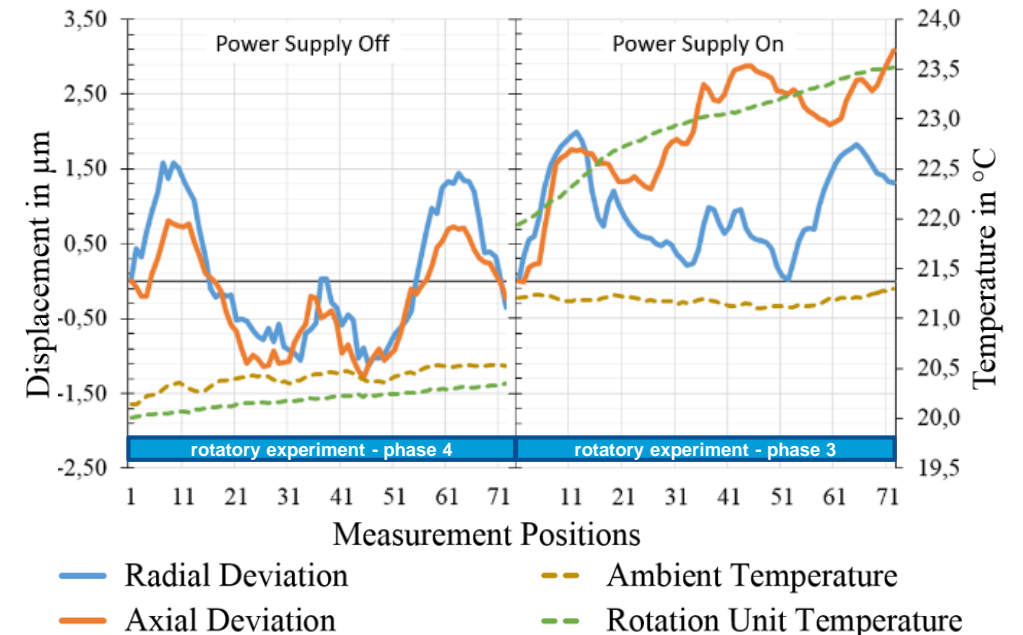 Power Supply Off
Power Supply On
Displacement in µm
3,50
2,50
1,50
0,50
-0,50
-1,50
-2,50
24,0
23,5
23,0
22,5
22,0
21,5
21,0
20,5
20,0
19,5
Temperature in °C
rotatory experiment - phase 4
rotatory experiment - phase 3
1 11 21 31 41 51 61 71 11 21 31 41 51 61 71
Measurement Positions
Radial Deviation
Ambient Temperature
Axial Deviation
Rotation Unit Temperature